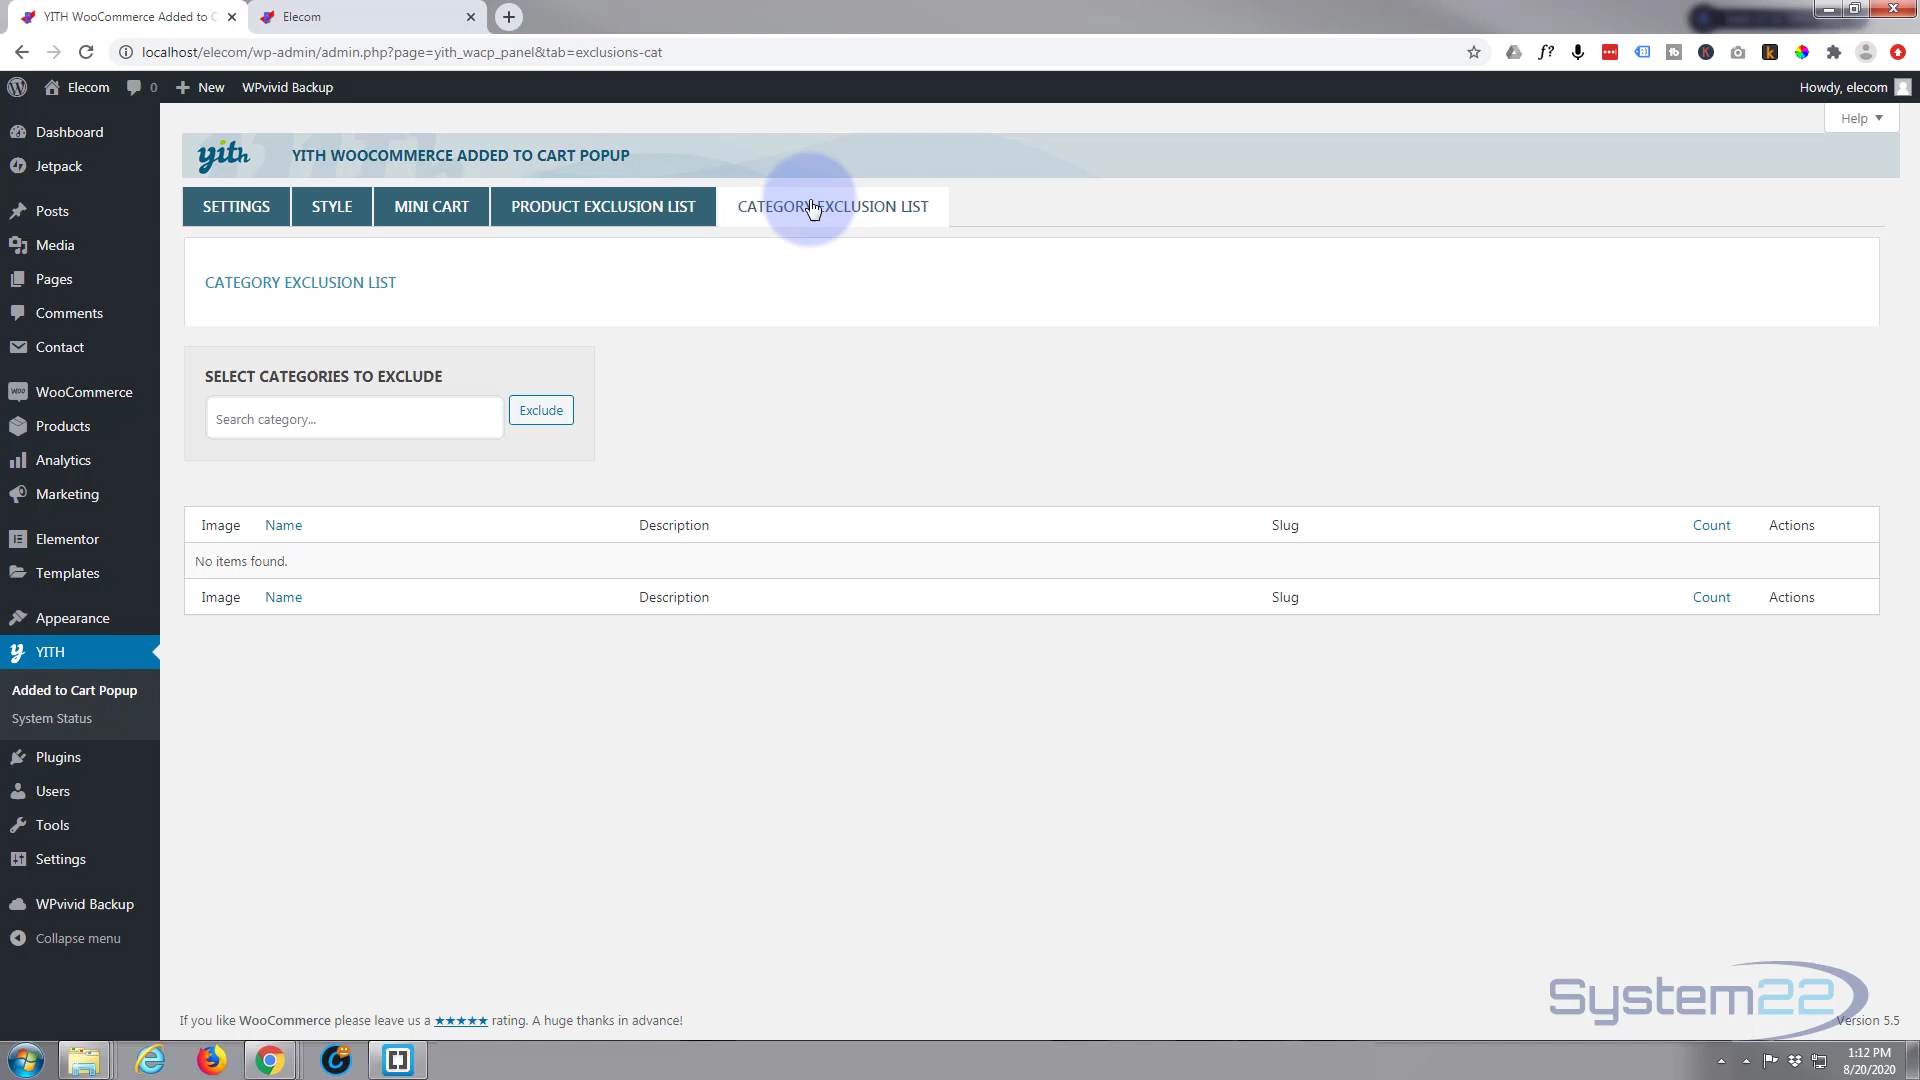 YITH WooCommerce Added to C
Elecom
localhost/elecom/wp-admin/admin.php?page=yith_wacp_panel&tab=exclusions-cat
Elecom
0
New
WPvivid Backup
Howdy, elecom
Help
Dashboard
Jetpack
Posts
Media
Pages
Comments
Contact
WooCommerce
Products
Analytics
Marketing
Elementor
Templates
Appearance
YITH
Added to Cart Popup
System Status
Plugins
Users
Tools
Settings
WPvivid Backup
Collapse menu
yith
YITH WOOCOMMERCE ADDED TO CART POPUP
SETTINGS
STYLE
MINI CART
PRODUCT EXCLUSION LIST
CATEGORY EXCLUSION LIST
CATEGORY EXCLUSION LIST
SELECT CATEGORIES TO EXCLUDE
Search category...
Exclude
Image Name Description Slug Count Actions
No items found.
Image Name Description Slug Count Actions
If you like WooCommerce please leave us a ★★★★★ rating. A huge thanks in advance!
System22
Version 5.5
1:12 PM
8/20/2020